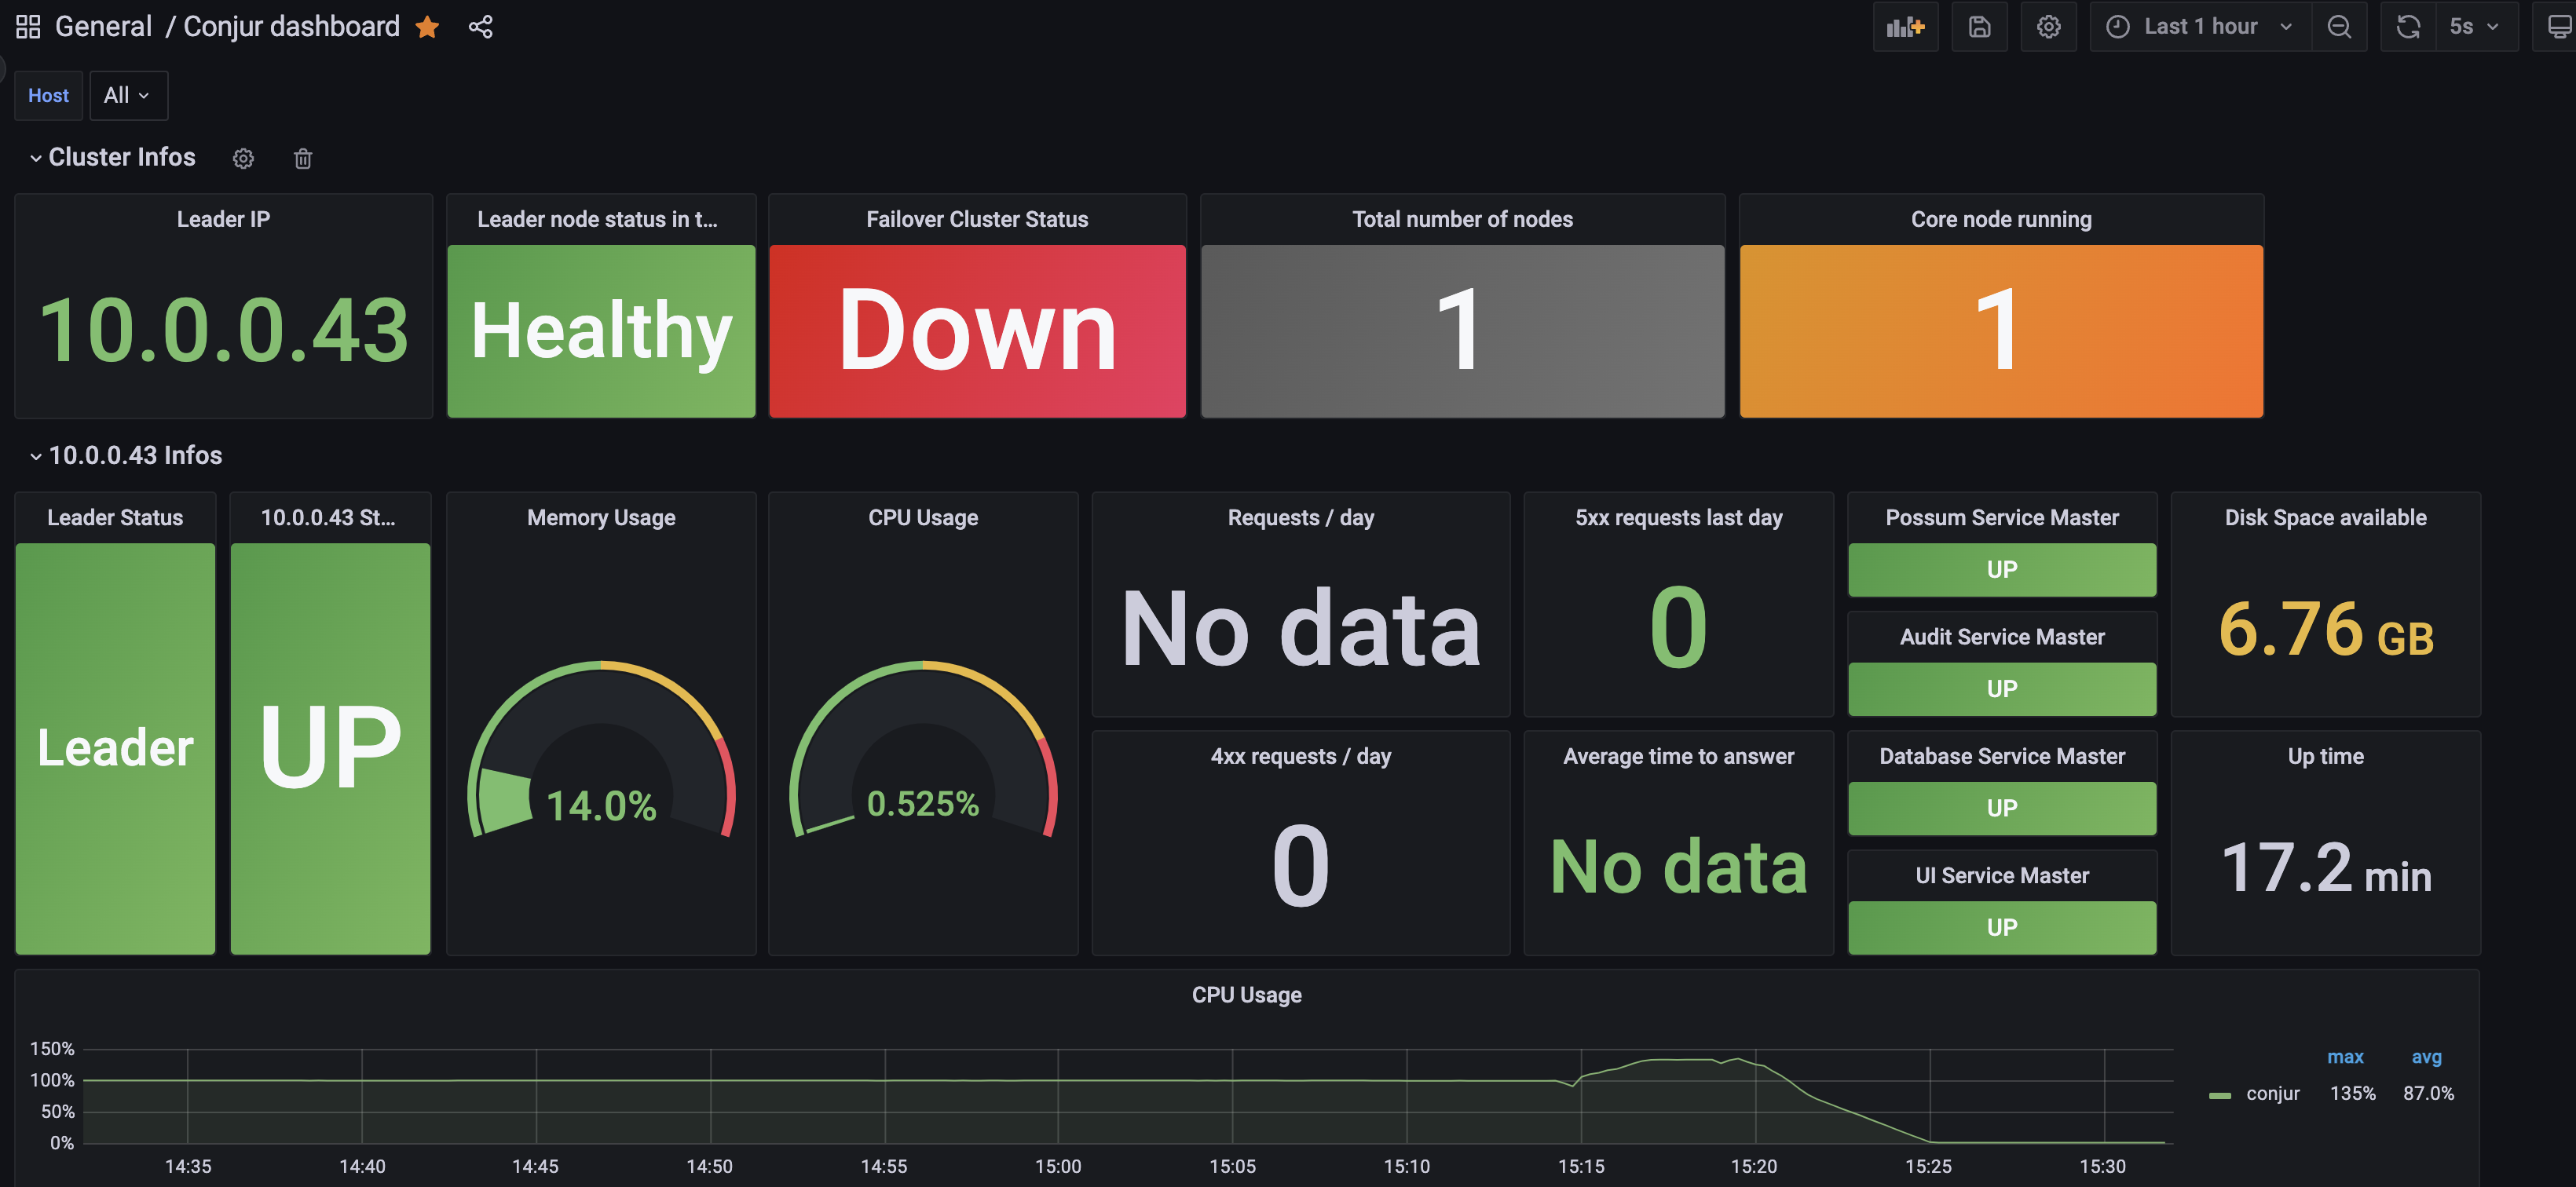 General / Conjur dashboard
Last 1 hour
5s
Host
All
Cluster Infos
Leader IP
10.0.0.43
Leader node status in t...
Healthy
Failover Cluster Status
Down
Total number of nodes
1
Core node running
1
10.0.0.43 Infos
Leader Status
Leader
10.0.0.43 St...
UP
Memory Usage
14.0%
CPU Usage
0.525%
Requests / day
No data
5xx requests last day
0
Possum Service Master
UP
Audit Service Master
UP
Disk Space available
6.76 GB
4xx requests / day
0
Average time to answer
No data
Database Service Master
UP
UI Service Master
UP
Up time
17.2 min
CPU Usage
150%
100%
50%
0%
14:35
14:40
14:45
14:50
14:55
15:00
15:05
15:10
15:15
15:20
15:25
15:30
max avg
conjur 135% 87.0%